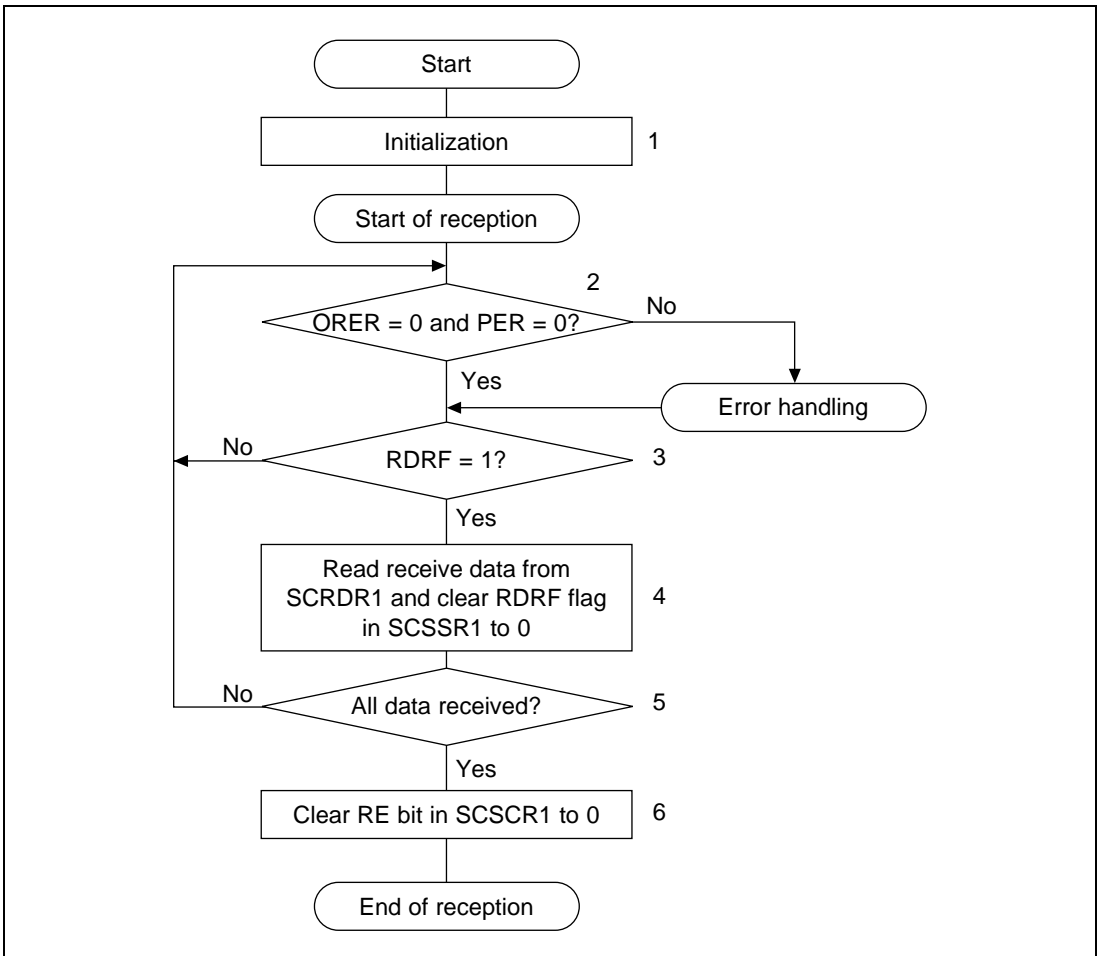 Start
Initialization
1
Start of reception
2
ORER = 0 and PER = 0?
No
Yes
Error handling
No
RDRF = 1?
3
Yes
Read receive data from
SCRDR1 and clear RDRF flag
in SCSSR1 to 0
4
No
All data received?
5
Yes
Clear RE bit in SCSCR1 to 0
6
End of reception